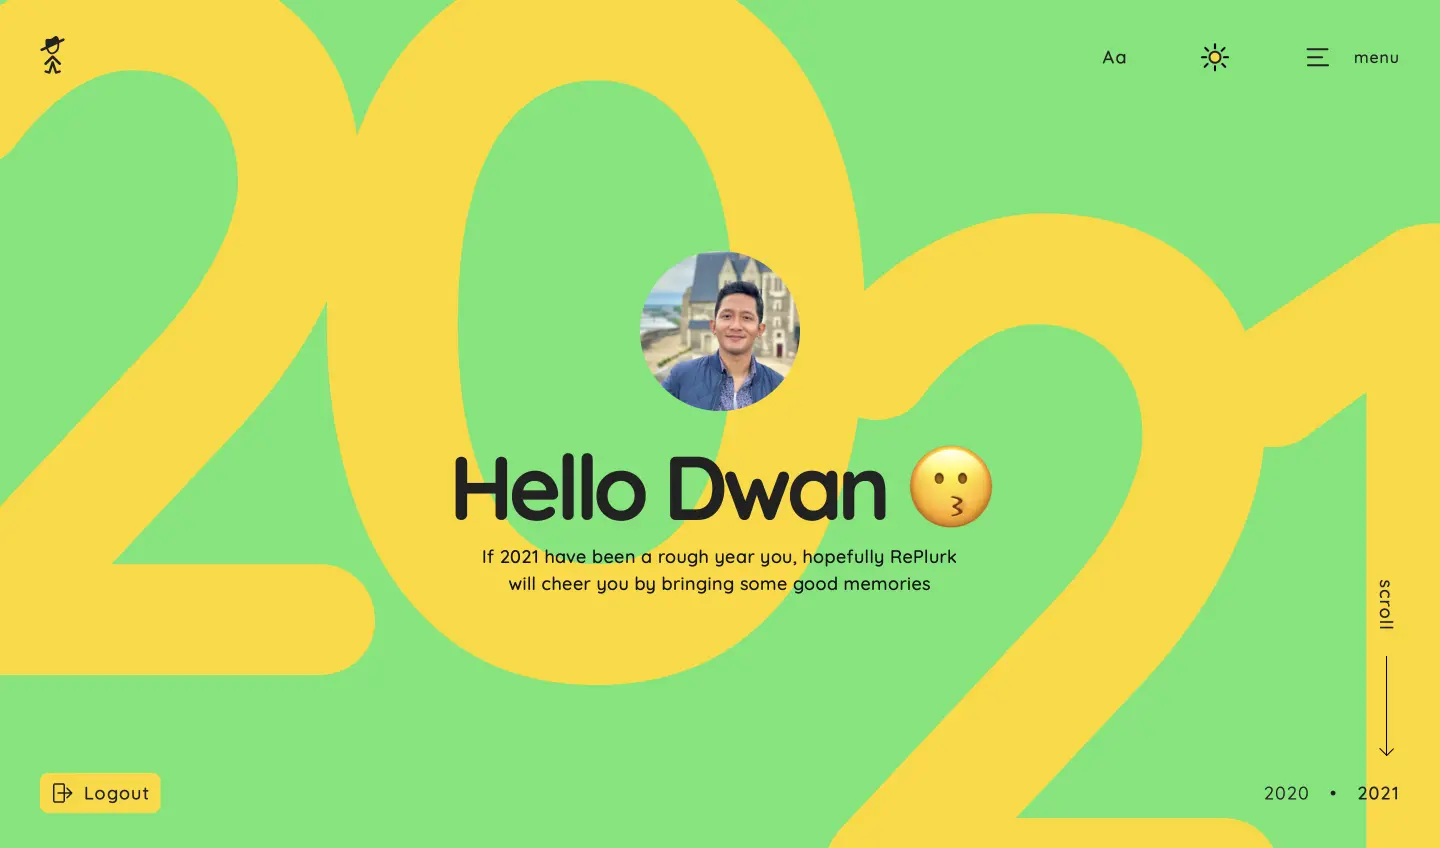 2021
Aa
menu
Hello Dwan 😗
If 2021 have been a rough year you, hopefully RePlurk
will cheer you by bringing some good memories
scroll
Logout
2020 • 2021